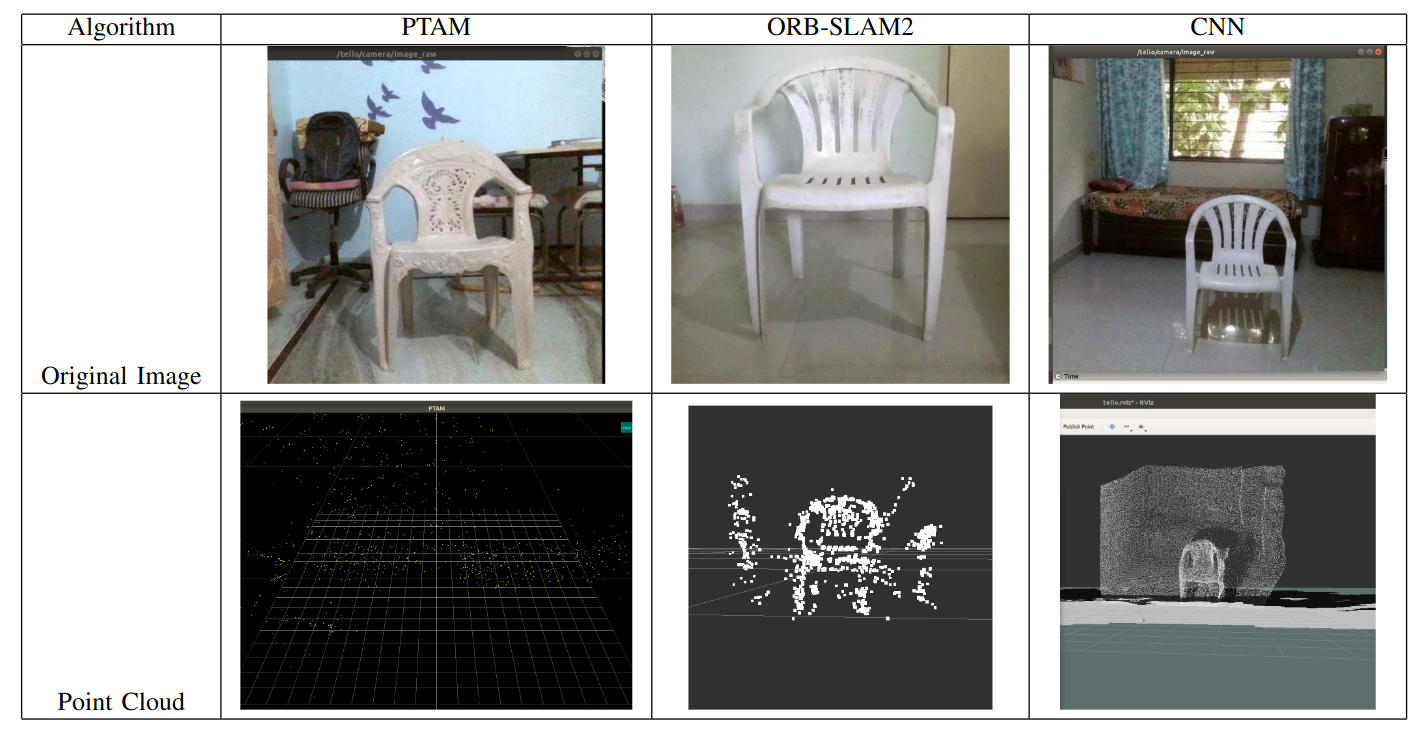 Algorithm PTAM ORB-SLAM2 CNN
/tello/camera/image_raw
/tello/camera/image_raw
Time
Original Image
PTAM
tello.rviz* - RViz
Publish Point
Point Cloud